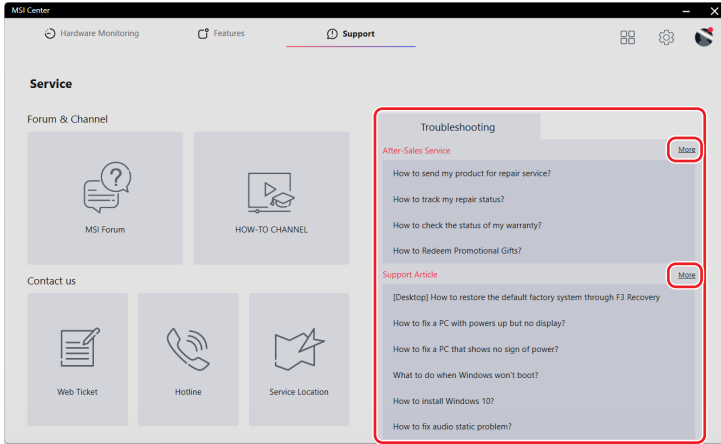 MSI Center
Hardware Monitoring
Features
Support
Service
Forum & Channel
MSI Forum
HOW-TO CHANNEL
Contact us
Web Ticket
Hotline
Service Location
Troubleshooting
After-Sales Service
More
How to send my product for repair service?
How to track my repair status?
How to check the status of my warranty?
How to Redeem Promotional Gifts?
Support Article
More
[Desktop] How to restore the default factory system through F3 Recovery
How to fix a PC with powers up but no display?
How to fix a PC that shows no sign of power?
What to do when Windows won't boot?
How to install Windows 10?
How to fix audio static problem?